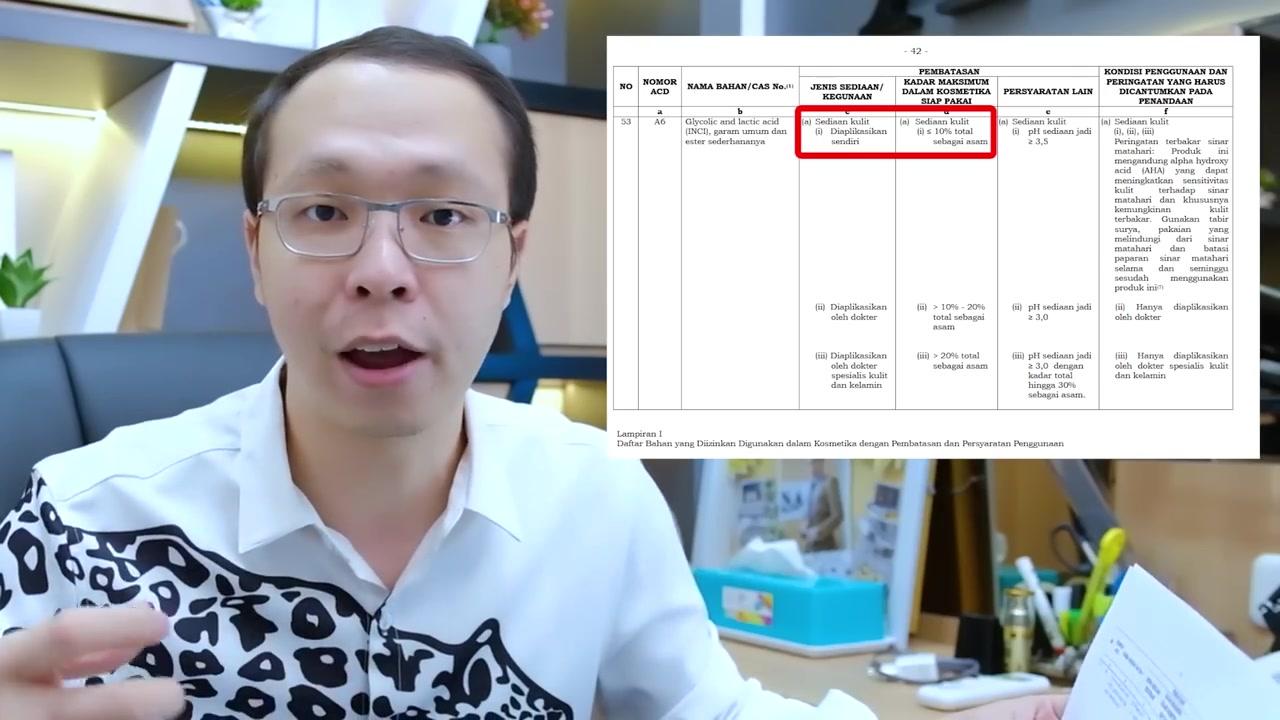 - 42 -
PEMBATASAN
NO
NOMOR
ACD
NAMA BAHAN/CAS No.(1)
JENIS SEDIAAN/
KEGUNAAN
KADAR MAKSIMUM
DALAM KOSMETIKA
SIAP PAKAI
PERSYARATAN LAIN
KONDISI PENGGUNAAN DAN
PERINGATAN YANG HARUS
DICANTUMKAN PADA
PENANDAAN
a
b
c
d
e
f
53
A6
Glycolic and lactic acid
(INCI), garam umum dan
ester sederhananya
(a) Sediaan kulit
(i) Diaplikasikan
sendiri
(a) Sediaan kulit
(i) ≤ 10% total
sebagai asam
(a) Sediaan kulit
(i) pH sediaan jadi
≥ 3,5
(a) Sediaan kulit
(i), (ii), (iii)
Peringatan terbakar sinar
matahari: Produk ini
mengandung alpha hydroxy
acid (AHA) yang dapat
meningkatkan sensitivitas
kulit terhadap sinar
matahari dan khususnya
kemungkinan kulit
terbakar. Gunakan tabir
surya, pakaian yang
melindungi dari sinar
matahari dan batasi
paparan sinar matahari
selama dan seminggu
sesudah menggunakan
produk ini(7)
(ii) Diaplikasikan
oleh dokter
(ii) > 10% - 20%
total sebagai
asam
(ii) pH sediaan jadi
≥ 3,0
(ii) Hanya diaplikasikan
oleh dokter
(iii) Diaplikasikan
oleh dokter
spesialis kulit
dan kelamin
(iii) > 20% total
sebagai asam
(iii) pH sediaan jadi
≥ 3,0 dengan
kadar total
hingga 30%
sebagai asam.
(iii) Hanya diaplikasikan
oleh dokter spesialis kulit
dan kelamin
Lampiran I
Daftar Bahan yang Diizinkan Digunakan dalam Kosmetika dengan Pembatasan dan Persyaratan Penggunaan